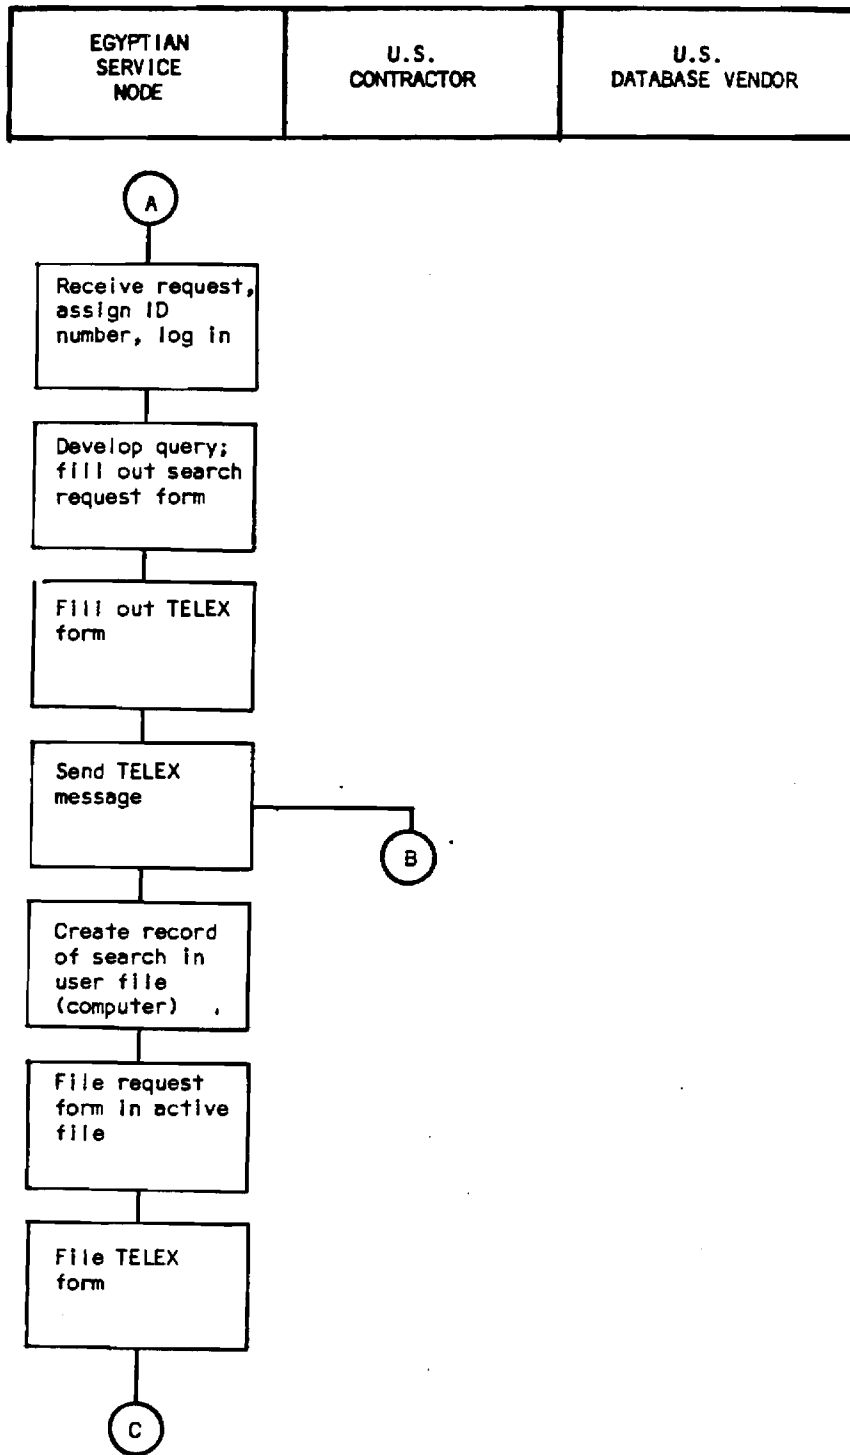 EGYPTIAN
SERVICE
NODE
U.S.
CONTRACTOR
U.S.
DATABASE VENDOR
A
Receive request,
assign ID
number, log in
Develop query;
fill out search
request form
Fill out TELEX
form
Send TELEX
message
B
Create record
of search in
user file
(computer)
File request
form in active
file
File TELEX
form
C